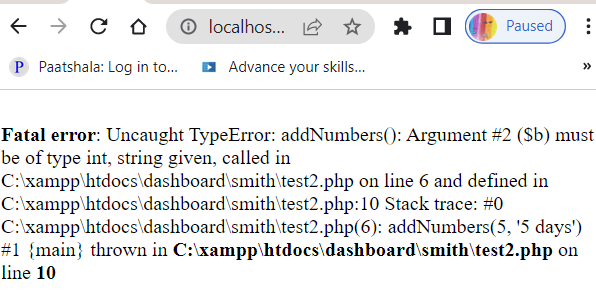 localhos...
Paused
P Paatshala: Log in to...
Advance your skills...
»
Fatal error: Uncaught TypeError: addNumbers(): Argument #2 ($b) must
be of type int, string given, called in
C:\xampp\htdocs\dashboard\smith\test2.php on line 6 and defined in
C:\xampp\htdocs\dashboard\smith\test2.php:10 Stack trace: #0
C:\xampp\htdocs\dashboard\smith\test2.php(6): addNumbers(5, '5 days')
#1 {main} thrown in C:\xampp\htdocs\dashboard\smith\test2.php on
line 10